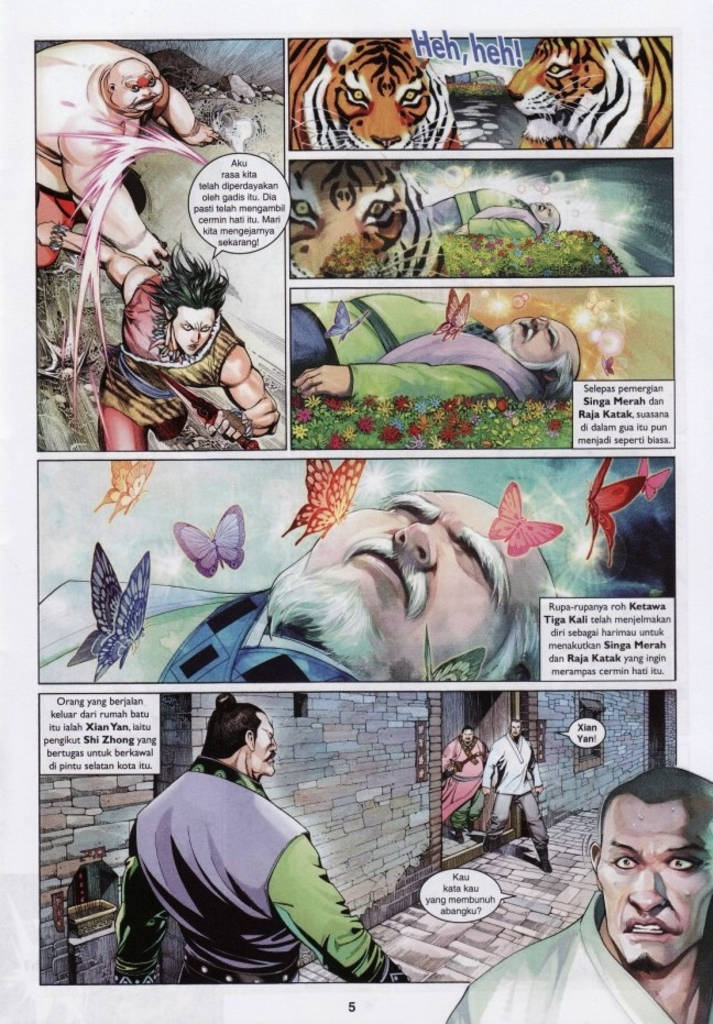 Aku
rasa kita
telah diperdayakan
oleh gadis itu. Dia
pasti telah mengambil
cermin hati itu. Mari
kita mengejarnya
sekarang!
Heh, heh!
Selepas pemergian
Singa Merah dan
Raja Katak, suasana
di dalam gua itu pun
menjadi seperti biasa.
Rupa-rupanya roh Ketawa
Tiga Kali telah menjelmakan
diri sebagai harimau untuk
menakutkan Singa Merah
dan Raja Katak yang ingin
merampas cermin hati itu.
Orang yang berjalan
keluar dari rumah batu
itu ialah Xian Yan, iaitu
pengikut Shi Zhong yang
bertugas untuk berkawal
di pintu selatan kota itu.
Xian
Yan!
Kau
kata kau
yang membunuh
abangku?
5